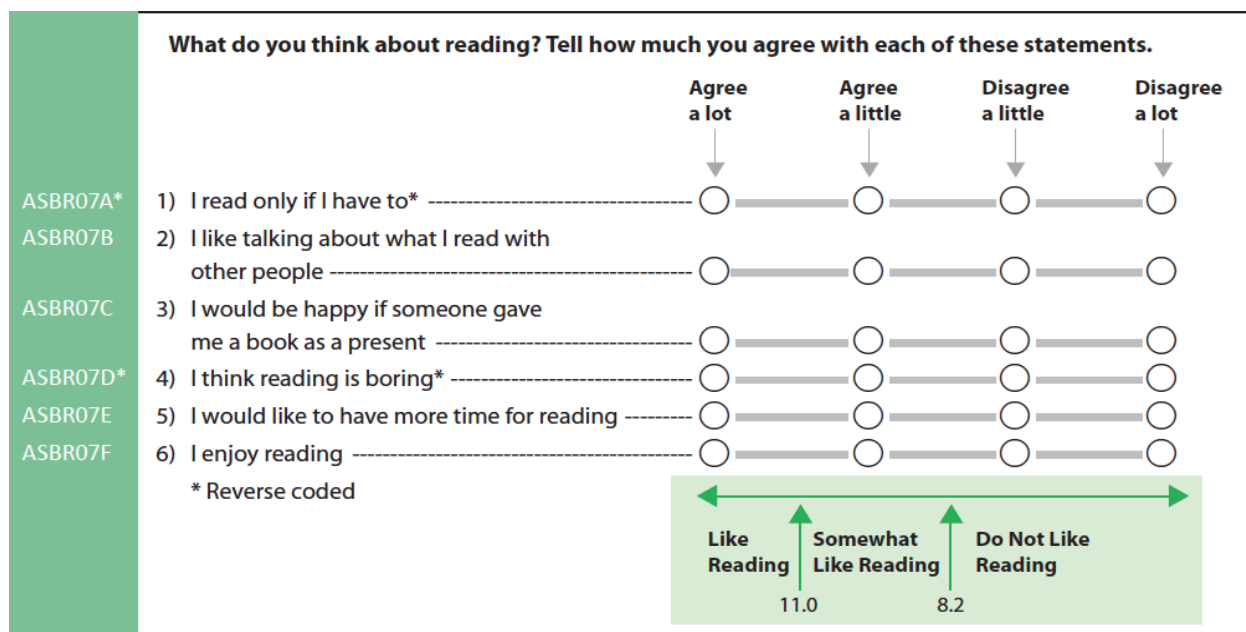 What do you think about reading? Tell how much you agree with each of these statements.
Agree a lot
Agree a little
Disagree a little
Disagree a lot
ASBR07A* 1) I read only if I have to*
ASBR07B 2) I like talking about what I read with
other people
ASBR07C 3) I would be happy if someone gave
me a book as a present
ASBR07D* 4) I think reading is boring*
ASBR07E 5) I would like to have more time for reading
ASBR07F 6) I enjoy reading
* Reverse coded
Like Reading
Somewhat Like Reading
Do Not Like Reading
11.0
8.2